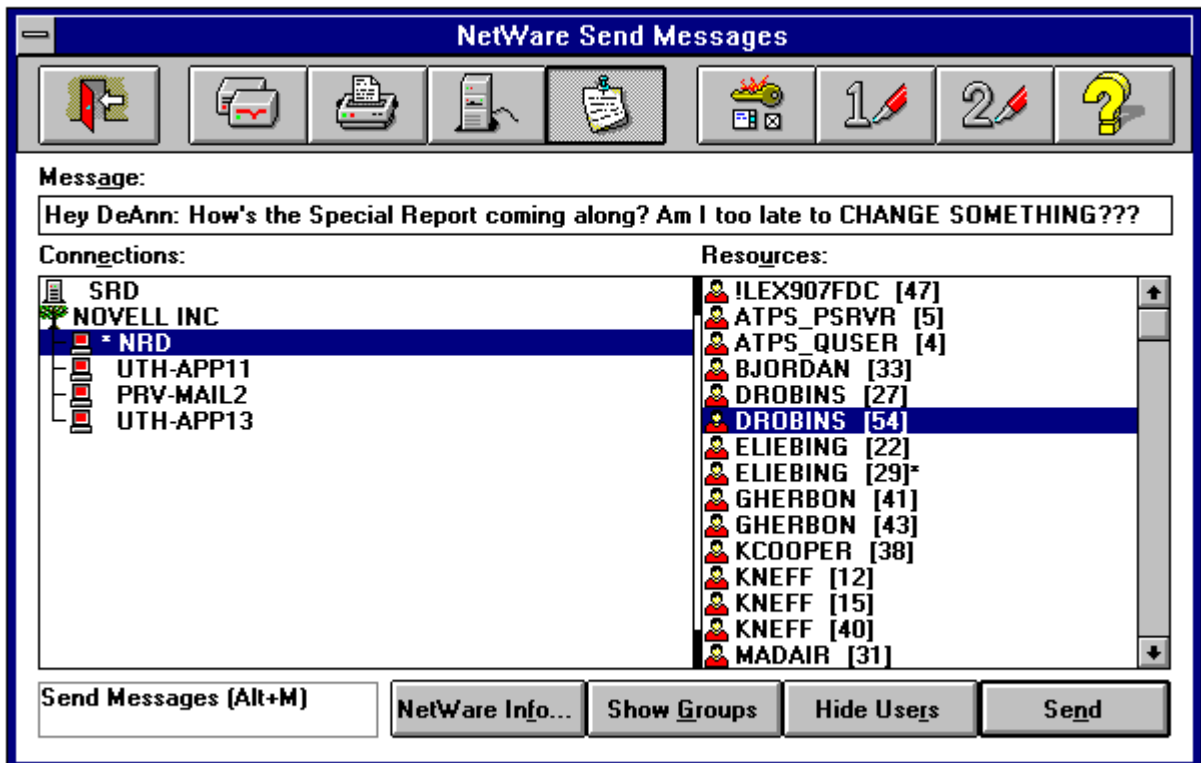 NetWare Send Messages
1 2
Message:
Hey DeAnn: How's the Special Report coming along? Am I too late to CHANGE SOMETHING???
Connections:
SRD
NOVELL INC
* NRD
UTH-APP11
PRV-MAIL2
UTH-APP13
Resources:
!LEX907FDC [47]
ATPS_PSRVR [5]
ATPS_QUSER [4]
BJORDAN [33]
DROBINS [27]
DROBINS [54]
ELIEBING [22]
ELIEBING [29]*
GHERBON [41]
GHERBON [43]
KCOOPER [38]
KNEFF [12]
KNEFF [15]
KNEFF [40]
MADAIR [31]
Send Messages (Alt+M)
NetWare Info... Show Groups Hide Users Send